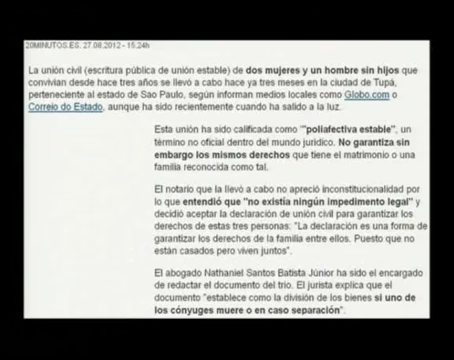 20MINUTOS.ES. 27.08.2012 - 15:24h
La unión civil (escritura pública de unión estable) de dos mujeres y un hombre sin hijos que
convivían desde hace tres años se llevó a cabo hace ya tres meses en la ciudad de Tupá,
perteneciente al estado de Sao Paulo, según informan medios locales como Globo.com o
Correio do Estado, aunque ha sido recientemente cuando ha salido a la luz.
Esta unión ha sido calificada como "poliafectiva estable", un
término no oficial dentro del mundo jurídico. No garantiza sin
embargo los mismos derechos que tiene el matrimonio o una
familia reconocida como tal.
El notario que la llevó a cabo no apreció inconstitucionalidad por
lo que entendió que "no existía ningún impedimento legal" y
decidió aceptar la declaración de unión civil para garantizar los
derechos de estas tres personas: "La declaración es una forma de
garantizar los derechos de la familia entre ellos. Puesto que no
están casados pero viven juntos".
El abogado Nathaniel Santos Batista Júnior ha sido el encargado
de redactar el documento del trío. El jurista explica que el
documento "establece como la división de los bienes si uno de
los cónyuges muere o en caso separación".